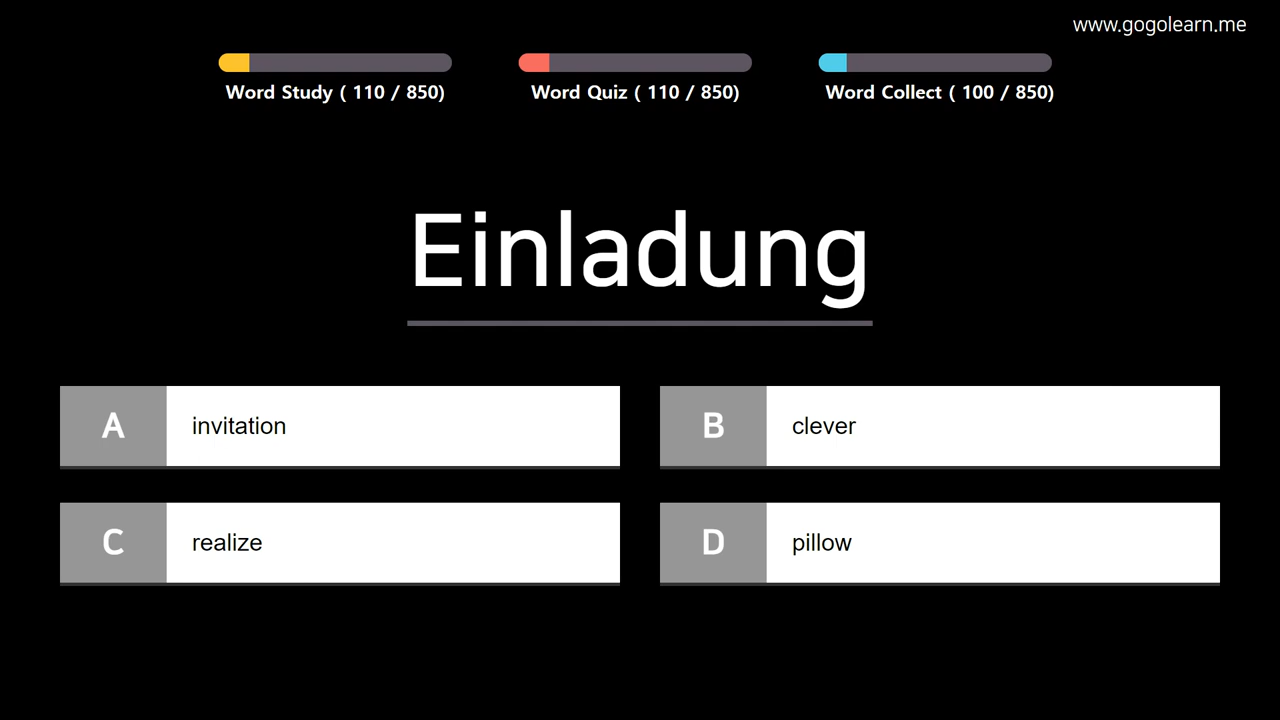 www.gogolearn.me
Word Study ( 110 / 850)
Word Quiz ( 110 / 850)
Word Collect ( 100 / 850)
Einladung
A invitation
B clever
C realize
D pillow